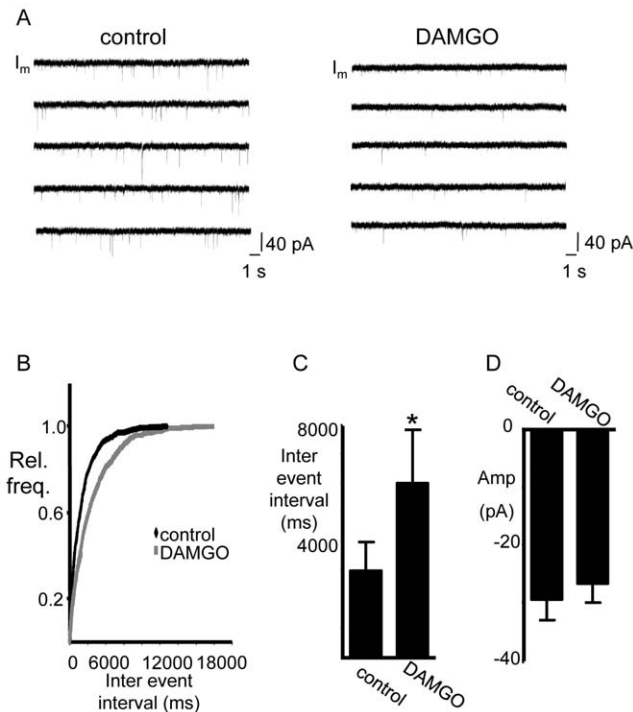 A
control
DAMGO
Im
Im
40 pA
1 s
40 pA
1 s
B
1.0
Rel.
freq.
0.6
0.2
control
DAMGO
0 6000 12000 18000
Inter event
interval (ms)
C
8000
Inter
event
interval
(ms)
4000
*
control
DAMGO
D
control
DAMGO
0
Amp
(pA)
-20
-40